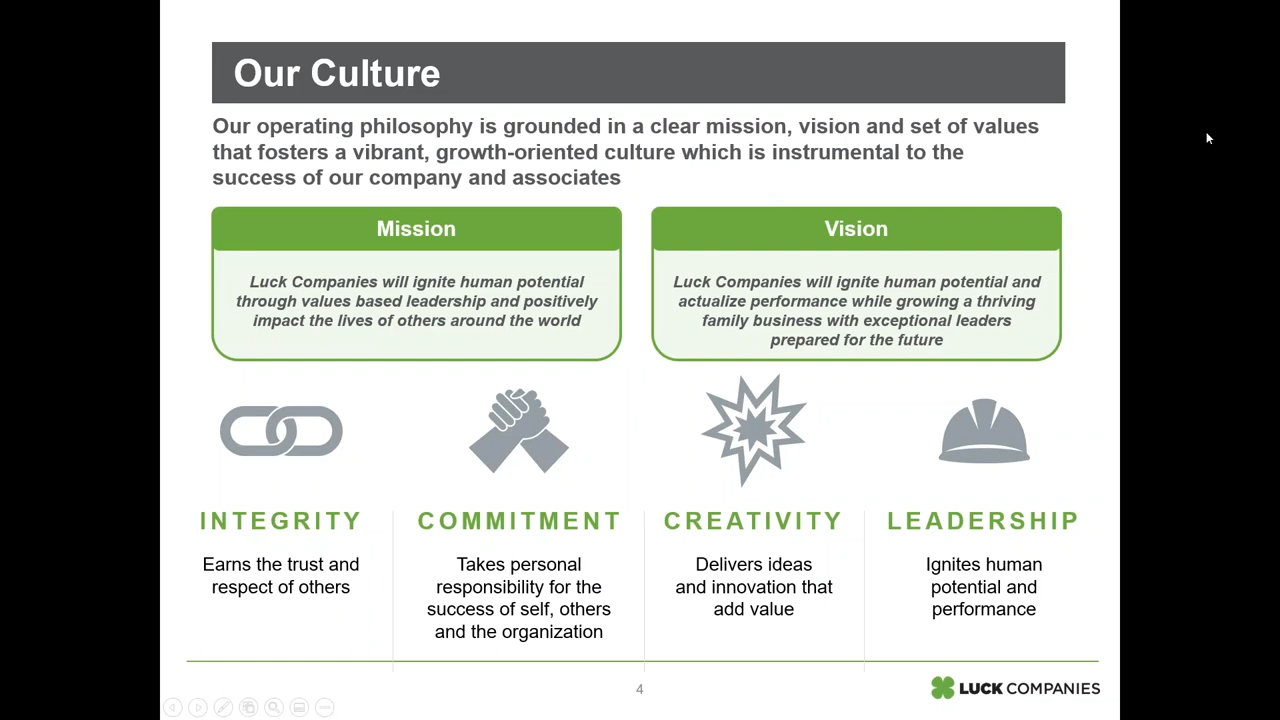 Our Culture
Our operating philosophy is grounded in a clear mission, vision and set of values
that fosters a vibrant, growth-oriented culture which is instrumental to the
success of our company and associates
Mission
Luck Companies will ignite human potential
through values based leadership and positively
impact the lives of others around the world
Vision
Luck Companies will ignite human potential and
actualize performance while growing a thriving
family business with exceptional leaders
prepared for the future
INTEGRITY
Earns the trust and
respect of others
COMMITMENT
Takes personal
responsibility for the
success of self, others
and the organization
CREATIVITY
Delivers ideas
and innovation that
add value
LEADERSHIP
Ignites human
potential and
performance
4
LUCK COMPANIES